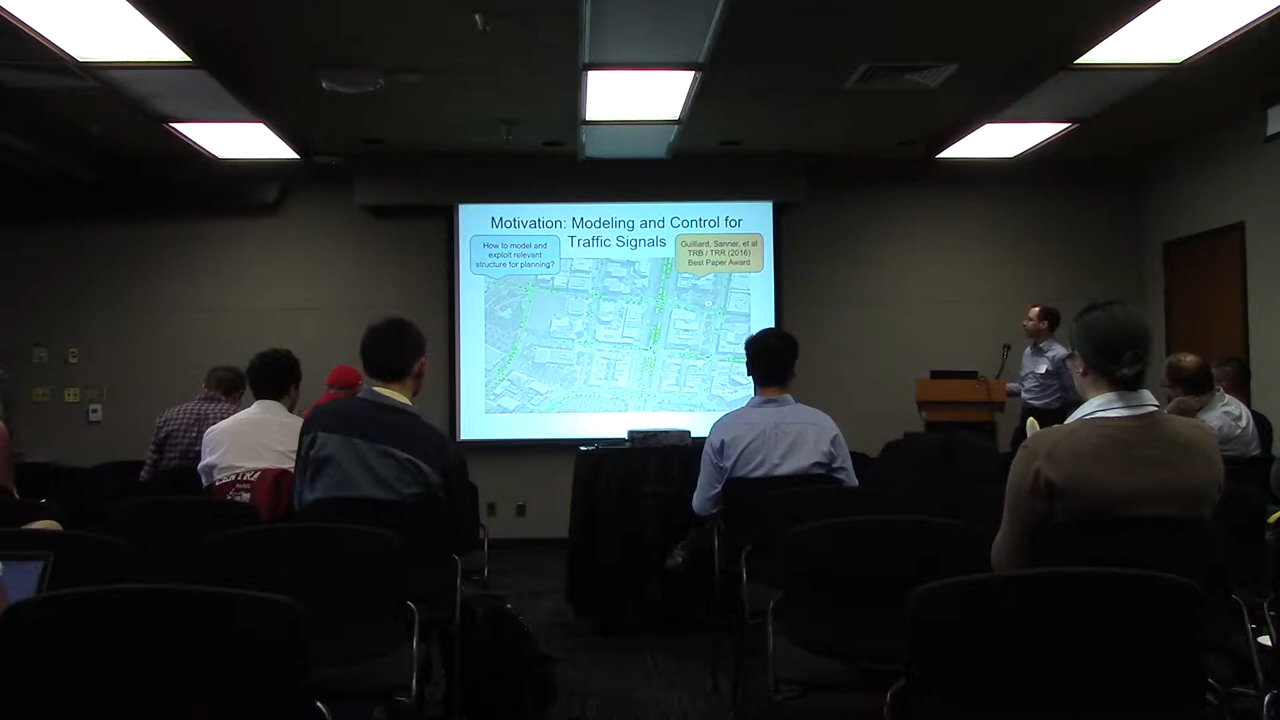 Motivation: Modeling and Control for
Traffic Signals
How to model and
exploit relevant
structure for planning?
Guilliard, Sanner, et al
TRB / TRR (2016)
Best Paper Award
CENTRA